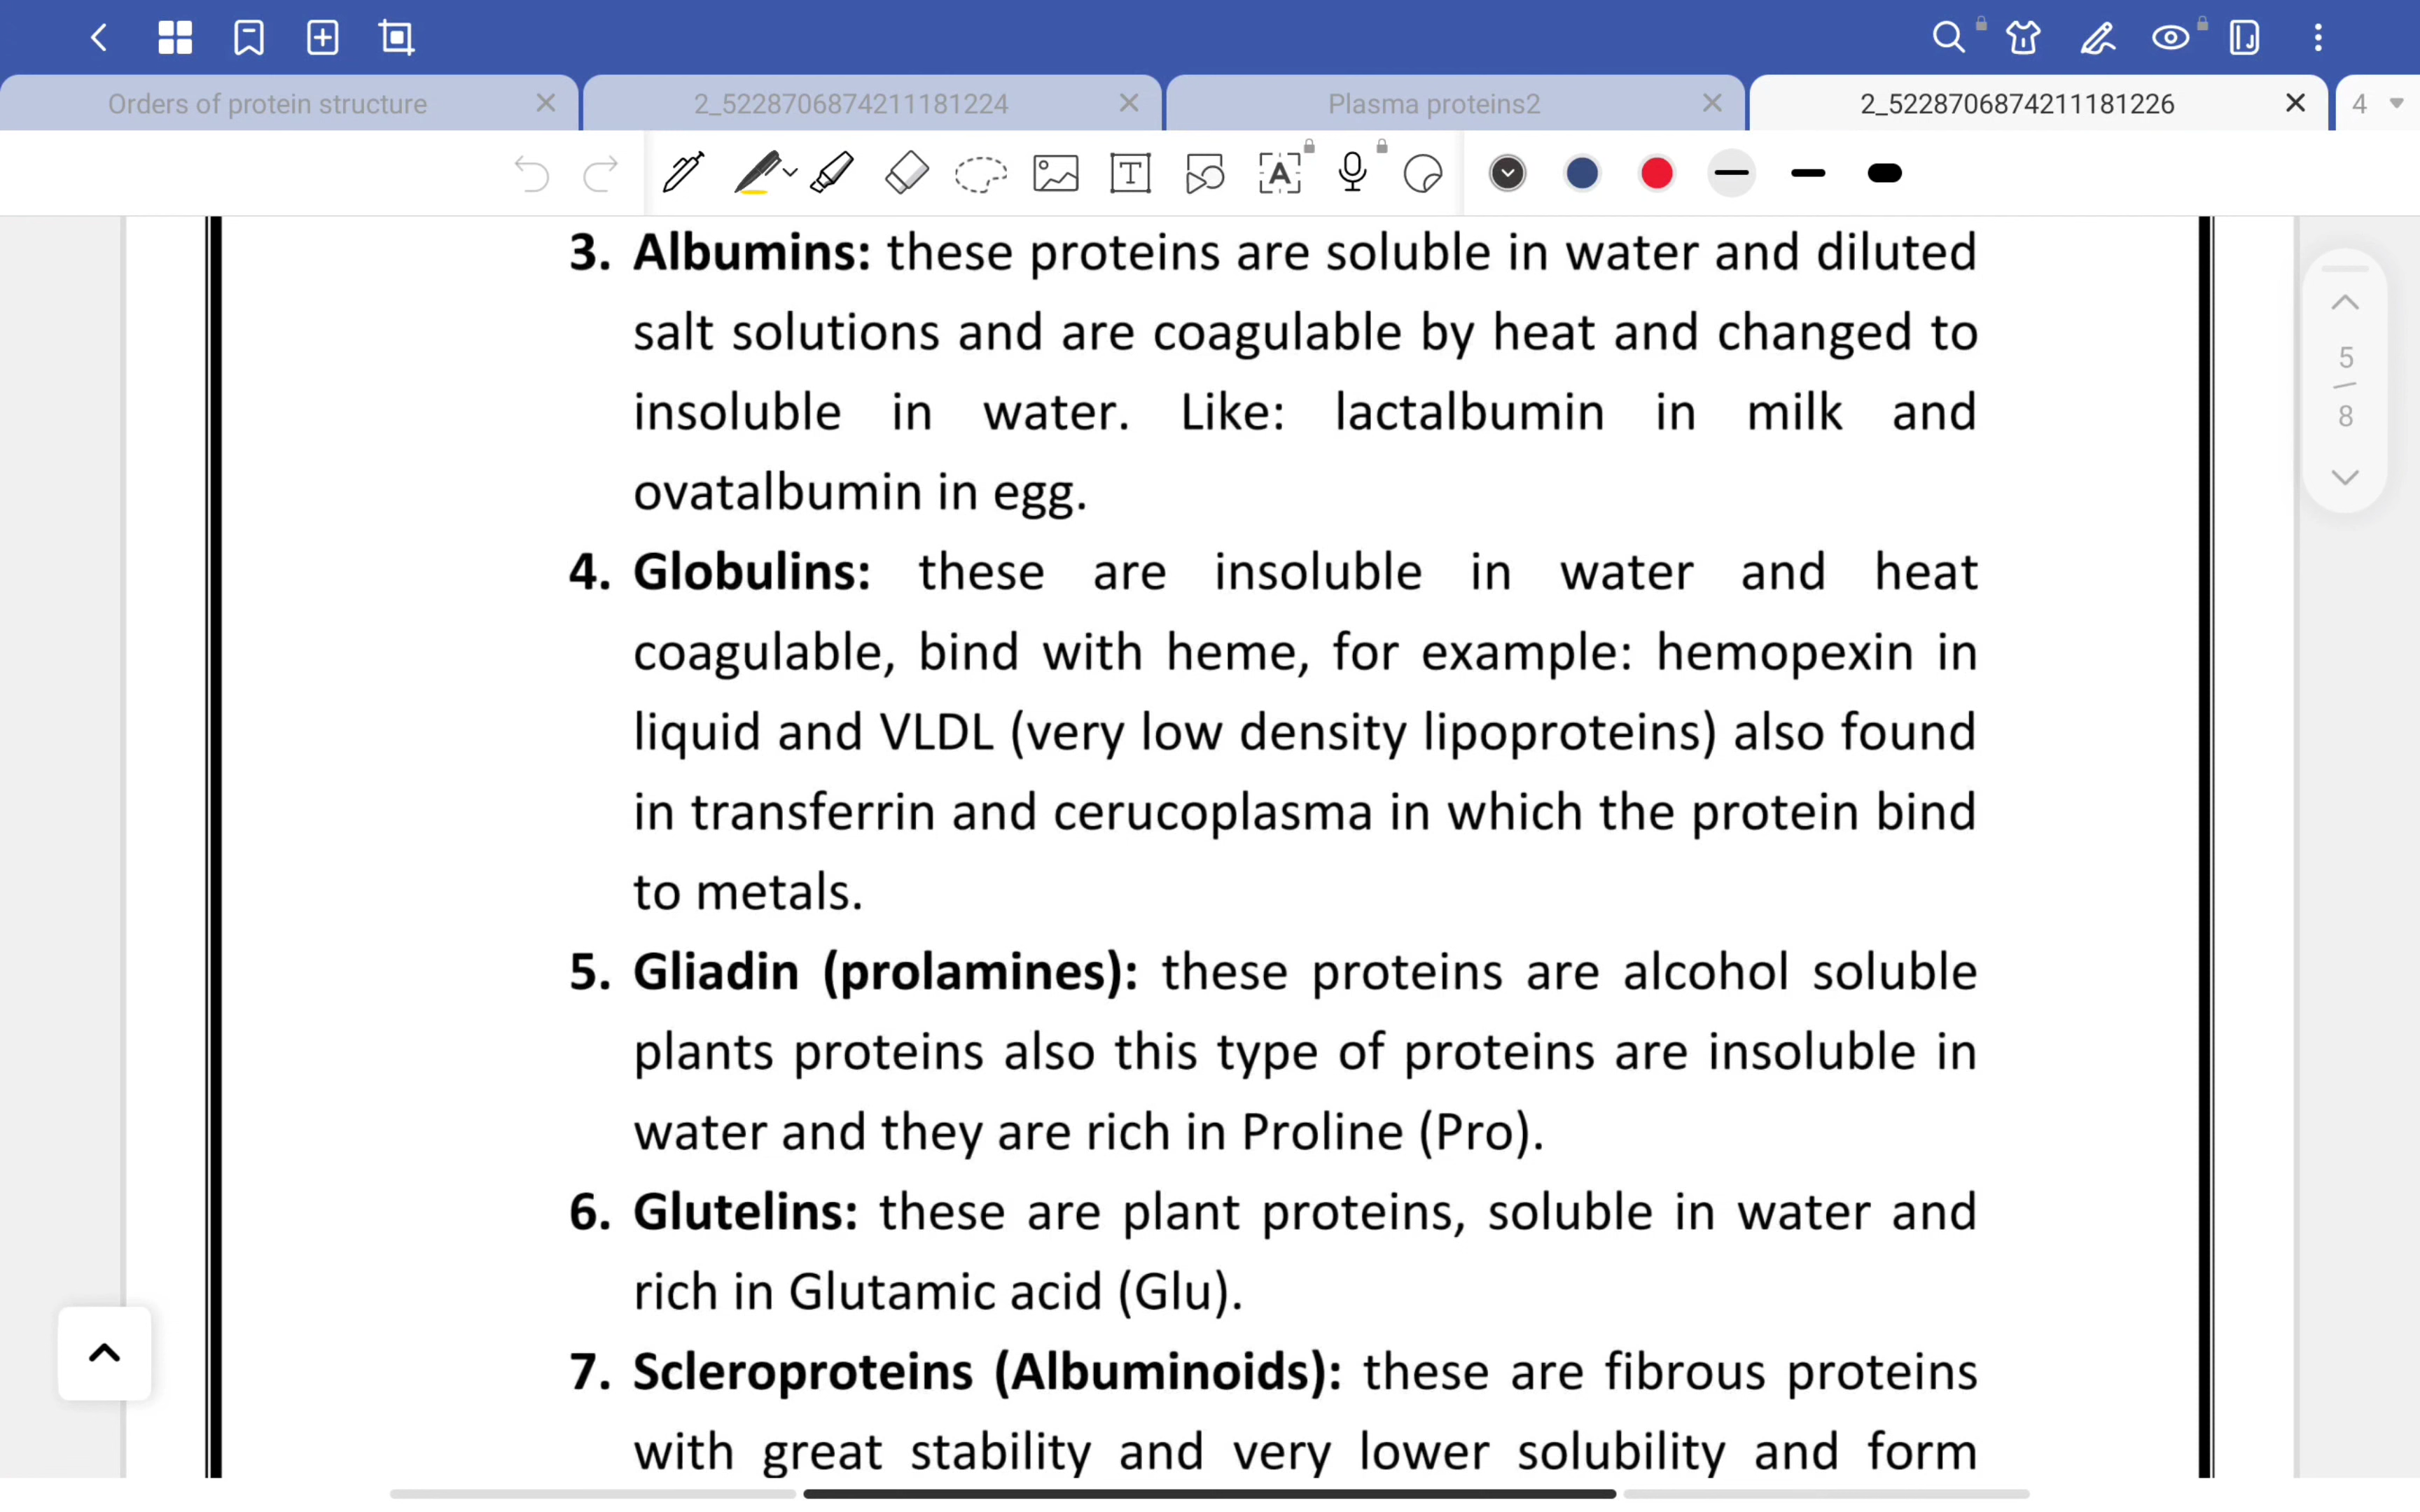 Orders of protein structure
2_5228706874211181224
Plasma proteins2
2_5228706874211181226
4
3. Albumins: these proteins are soluble in water and diluted
salt solutions and are coagulable by heat and changed to
insoluble in water. Like: lactalbumin in milk and
ovatalbumin in egg.
4. Globulins: these are insoluble in water and heat
coagulable, bind with heme, for example: hemopexin in
liquid and VLDL (very low density lipoproteins) also found
in transferrin and cerucoplasma in which the protein bind
to metals.
5. Gliadin (prolamines): these proteins are alcohol soluble
plants proteins also this type of proteins are insoluble in
water and they are rich in Proline (Pro).
6. Glutelins: these are plant proteins, soluble in water and
rich in Glutamic acid (Glu).
7. Scleroproteins (Albuminoids): these are fibrous proteins
with great stability and very lower solubility and form
5
/
8